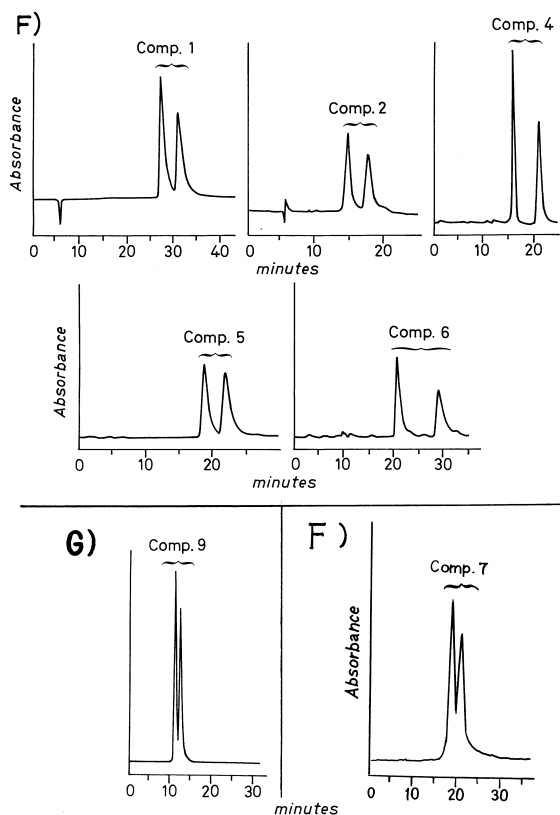 F)
Comp. 1
Comp. 2
Comp. 4
Absorbance
0 10 20 30 40
0 10 20
0 10 20
minutes
Comp. 5
Comp. 6
Absorbance
0 10 20
0 10 20 30
minutes
G)
Comp. 9
F)
Comp. 7
Absorbance
0 10 20 30
0 10 20 30
minutes